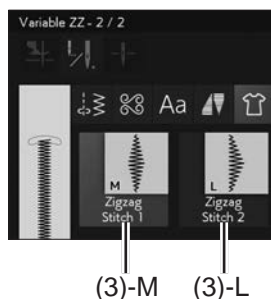 Variable ZZ - 2 / 2
Aa
M
L
Zigzag
Stitch 1
Zigzag
Stitch 2
(3)-M
(3)-L